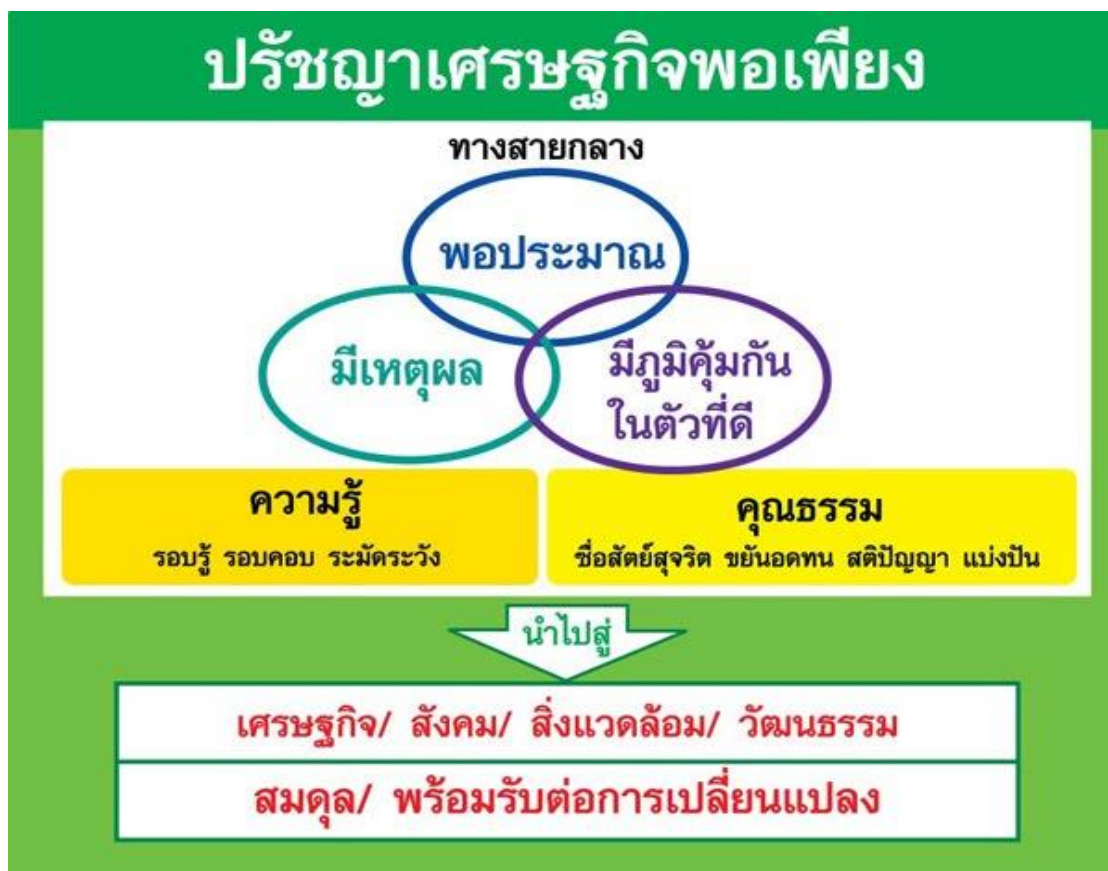 ปรัชญาเศรษฐกิจพอเพียง
ทางสายกลาง
พอประมาณ
มีเหตุผล
มีภูมิคุ้มกัน
ในตัวที่ดี
ความรู้
รอบรู้ รอบคอบ ระมัดระวัง
คุณธรรม
ซื่อสัตย์สุจริต ขยันอดทน สติปัญญา แบ่งปัน
นำไปสู่
เศรษฐกิจ/ สังคม/ สิ่งแวดล้อม/ วัฒนธรรม
สมดุล/ พร้อมรับต่อการเปลี่ยนแปลง